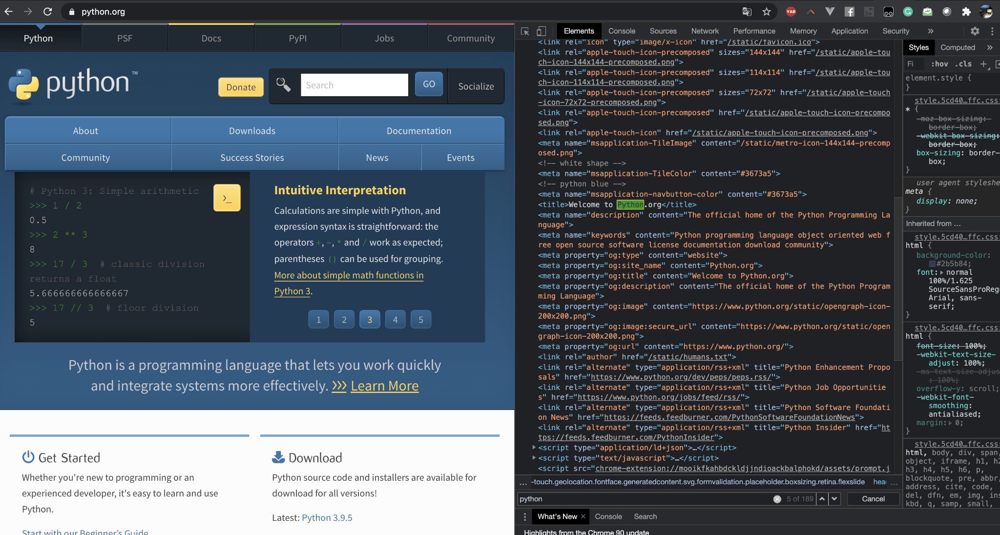 python.org
YAB
Python
PSF
Docs
PyPI
Jobs
Community
python™
Donate
Search
GO
Socialize
About
Downloads
Documentation
Community
Success Stories
News
Events
# Python 3: Simple arithmetic
>>> 1 / 2
0.5
>>> 2 ** 3
8
>>> 17 / 3  # classic division
returns a float
5.666666666666667
>>> 17 // 3  # floor division
5
>_
Intuitive Interpretation
Calculations are simple with Python, and
expression syntax is straightforward: the
operators +, -, * and / work as expected;
parentheses () can be used for grouping.
More about simple math functions in
Python 3.
1 2 3 4 5
Python is a programming language that lets you work quickly
and integrate systems more effectively. >>> Learn More
Get Started
Whether you're new to programming or an
experienced developer, it's easy to learn and use
Python.
Start with our Beginner's Guide
Download
Python source code and installers are available for
download for all versions!
Latest: Python 3.9.5
Elements
Console
Sources
Network
Performance
Memory
Application
Security
»
<link rel="icon" type="image/x-icon" href="/static/favicon.ico">
<link rel="apple-touch-icon-precomposed" sizes="144x144" href="/static/apple-tou
ch-icon-144x144-precomposed.png">
<link rel="apple-touch-icon-precomposed" sizes="114x114" href="/static/apple-tou
ch-icon-114x114-precomposed.png">
<link rel="apple-touch-icon-precomposed" sizes="72x72" href="/static/apple-touch
-icon-72x72-precomposed.png">
<link rel="apple-touch-icon-precomposed" href="/static/apple-touch-icon-precompo
sed.png">
<link rel="apple-touch-icon" href="/static/apple-touch-icon-precomposed.png">
<meta name="msapplication-TileImage" content="/static/metro-icon-144x144-precomp
osed.png">
<!-- white shape -->
<meta name="msapplication-TileColor" content="#3673a5">
<!-- python blue -->
<meta name="msapplication-navbutton-color" content="#3673a5">
<title>Welcome to Python.org</title>
<meta name="description" content="The official home of the Python Programming La
nguage">
<meta name="keywords" content="Python programming language object oriented web f
ree open source software license documentation download community">
<meta property="og:type" content="website">
<meta property="og:site_name" content="Python.org">
<meta property="og:title" content="Welcome to Python.org">
<meta property="og:description" content="The official home of the Python Program
ming Language">
<meta property="og:image" content="https://www.python.org/static/opengraph-icon-
200x200.png">
<meta property="og:image:secure_url" content="https://www.python.org/static/open
graph-icon-200x200.png">
<meta property="og:url" content="https://www.python.org/">
<link rel="author" href="/static/humans.txt">
<link rel="alternate" type="application/rss+xml" title="Python Enhancement Propo
sals" href="https://www.python.org/dev/peps/peps.rss/">
<link rel="alternate" type="application/rss+xml" title="Python Job Opportunitie
s" href="https://www.python.org/jobs/feed/rss/">
<link rel="alternate" type="application/rss+xml" title="Python Software Foundati
on News" href="https://feeds.feedburner.com/PythonSoftwareFoundationNews">
<link rel="alternate" type="application/rss+xml" title="Python Insider" href="ht
tps://feeds.feedburner.com/PythonInsider">
<script type="application/ld+json">…</script>
<script type="text/javascript">…</script>
<script src="chrome-extension://mooikfkahbdckldjjndioackbalphokd/assets/prompt.j
... -touch.geolocation.fontface.generatedcontent.svg.formvalidation.placeholder.boxsizing.retina.flexslide head ...
python
5 of 189
Cancel
What's New ×
Console
Search
Highlights from the Chrome 90 update
Styles
Computed
»
Fi
:hov
.cls
+
element.style {
}
style.5cd40…ffc.css:
* {
-moz-box-sizing:
border-box;
-webkit-box-sizing:
border-box;
box-sizing: border-
box;
}
user agent styleshe
meta {
display: none;
}
Inherited from ...
style.5cd40…ffc.css:
html {
background-color:
#2b5b84;
font: normal
100%/1.625
SourceSansProRegu
Arial, sans-
serif;
}
style.5cd40…ffc.css:
html {
font-size: 100%;
-webkit-text-size-
adjust: 100%;
-ms-text-size-adjus
: 100%;
overflow-y: scroll;
-webkit-font-
smoothing:
antialiased;
margin: 0;
}
style.5cd40…ffc.css:
html, body, div, span,
object, iframe, h1, h2
h3, h4, h5, h6, p,
blockquote, pre, abbr,
address, cite, code,
del, dfn, em, img, ins
kbd, q, samp, small,